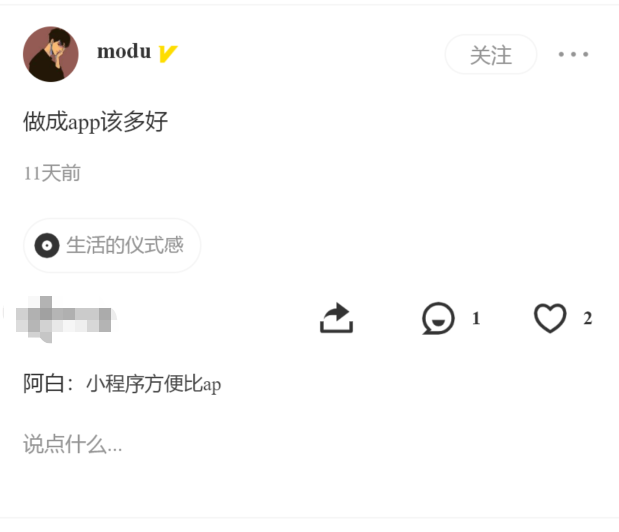 modu
关注
做成app该多好
11天前
生活的仪式感
1
2
阿白：小程序方便比ap
说点什么...